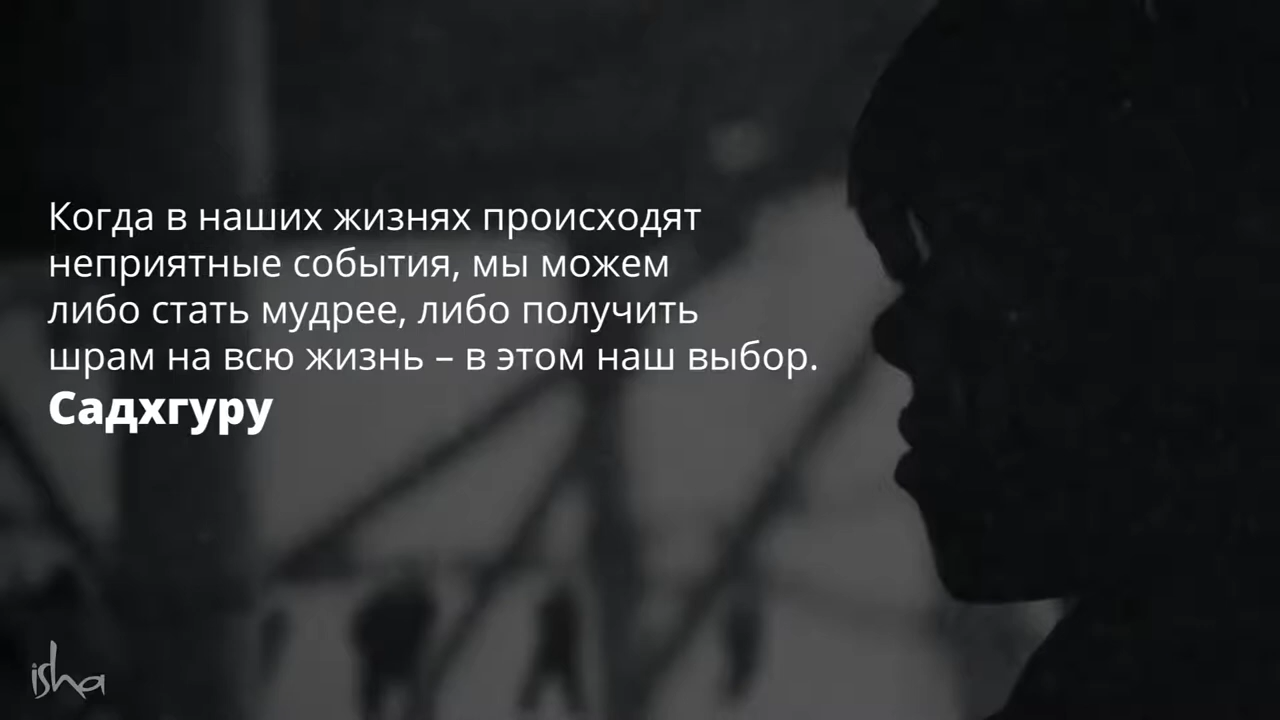 Когда в наших жизнях происходят
неприятные события, мы можем
либо стать мудрее, либо получить
шрам на всю жизнь – в этом наш выбор.
Садхгуру
isha